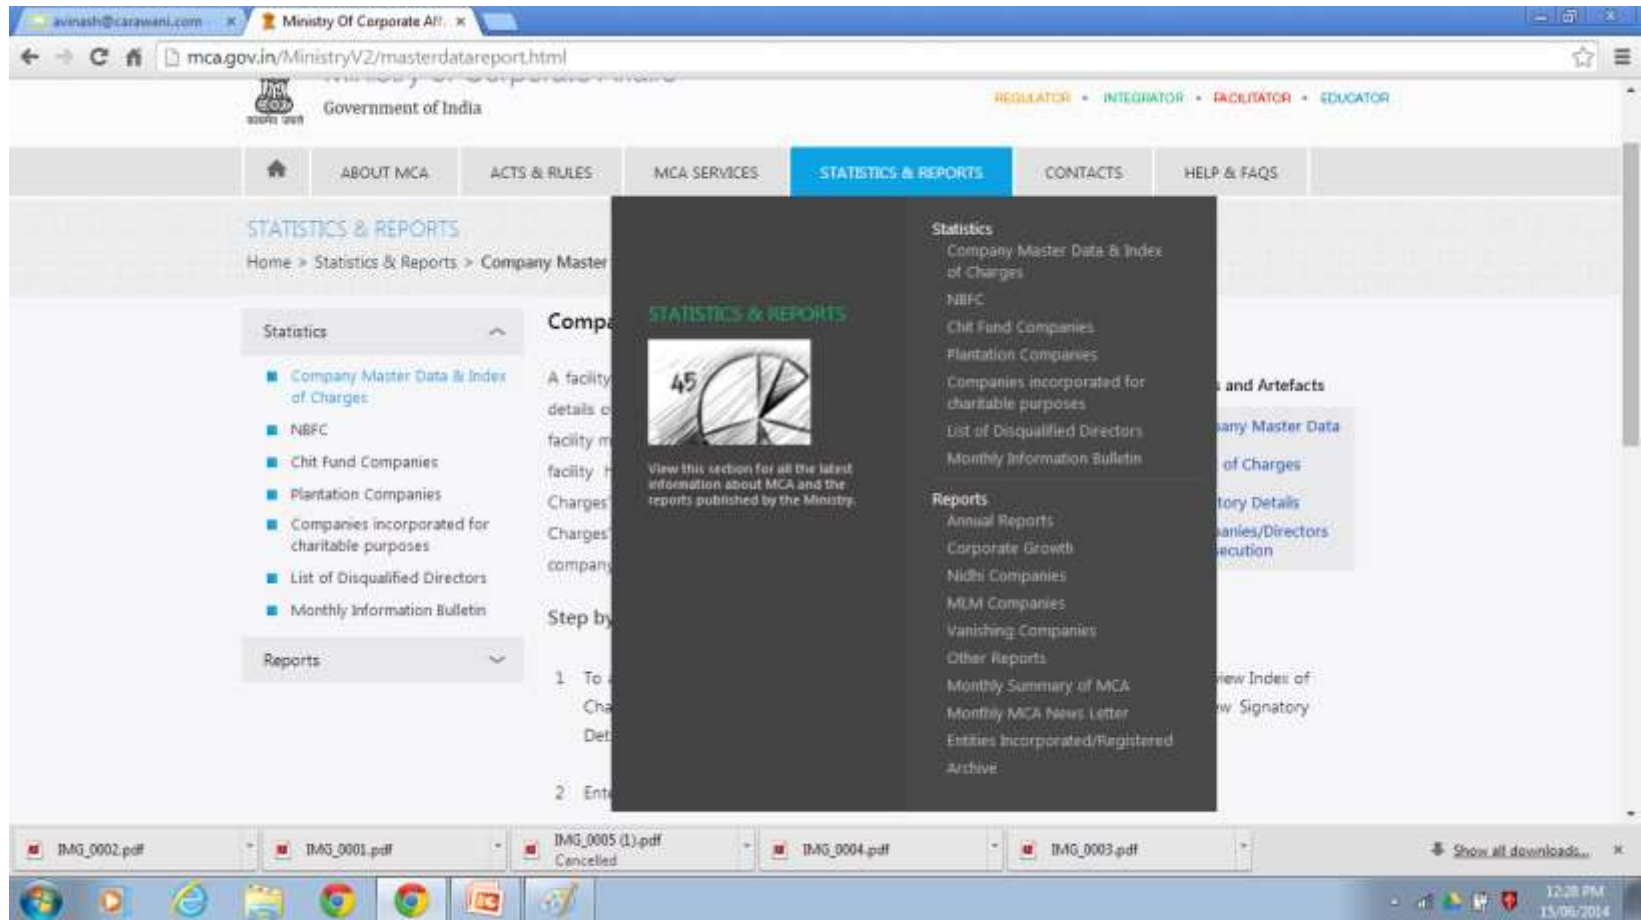 avinash@carawani.com
Ministry Of Corporate Aff
mca.gov.in/MinistryV2/masterdatareport.html
Government of India
REGULATOR • INTEGRATOR • FACILITATOR • EDUCATOR
ABOUT MCA
ACTS & RULES
MCA SERVICES
STATISTICS & REPORTS
CONTACTS
HELP & FAQS
STATISTICS & REPORTS
Home > Statistics & Reports > Company Master
Statistics
Company Master Data & Index
of Charges
NBFC
Chit Fund Companies
Plantation Companies
Companies incorporated for
charitable purposes
List of Disqualified Directors
Monthly Information Bulletin
Reports
Compa
A facility
details o
facility m
facility
Charges'
Charges'
company
Step by
1 To
Cha
Det
2 Ente
STATISTICS & REPORTS
45
View this section for all the latest
information about MCA and the
reports published by the Ministry.
Statistics
Company Master Data & Index
of Charges
NBFC
Chit Fund Companies
Plantation Companies
Companies incorporated for
charitable purposes
List of Disqualified Directors
Monthly Information Bulletin
Reports
Annual Reports
Corporate Growth
Nidhi Companies
MLM Companies
Vanishing Companies
Other Reports
Monthly Summary of MCA
Monthly MCA News Letter
Entities Incorporated/Registered
Archive
and Artefacts
any Master Data
of Charges
tory Details
anies/Directors
ecution
iew Index of
w Signatory
IMG_0002.pdf
IMG_0001.pdf
IMG_0005 (1).pdf
Cancelled
IMG_0004.pdf
IMG_0003.pdf
Show all downloads...
12:28 PM
15/06/2014